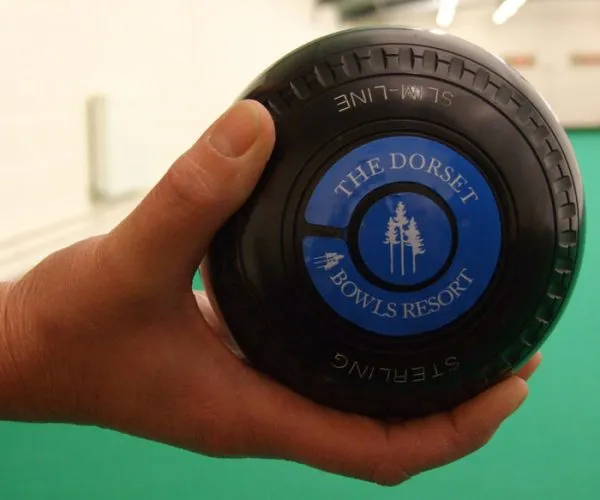 SLIM-LINE
THE DORSET
BOWLS RESORT
STERLING